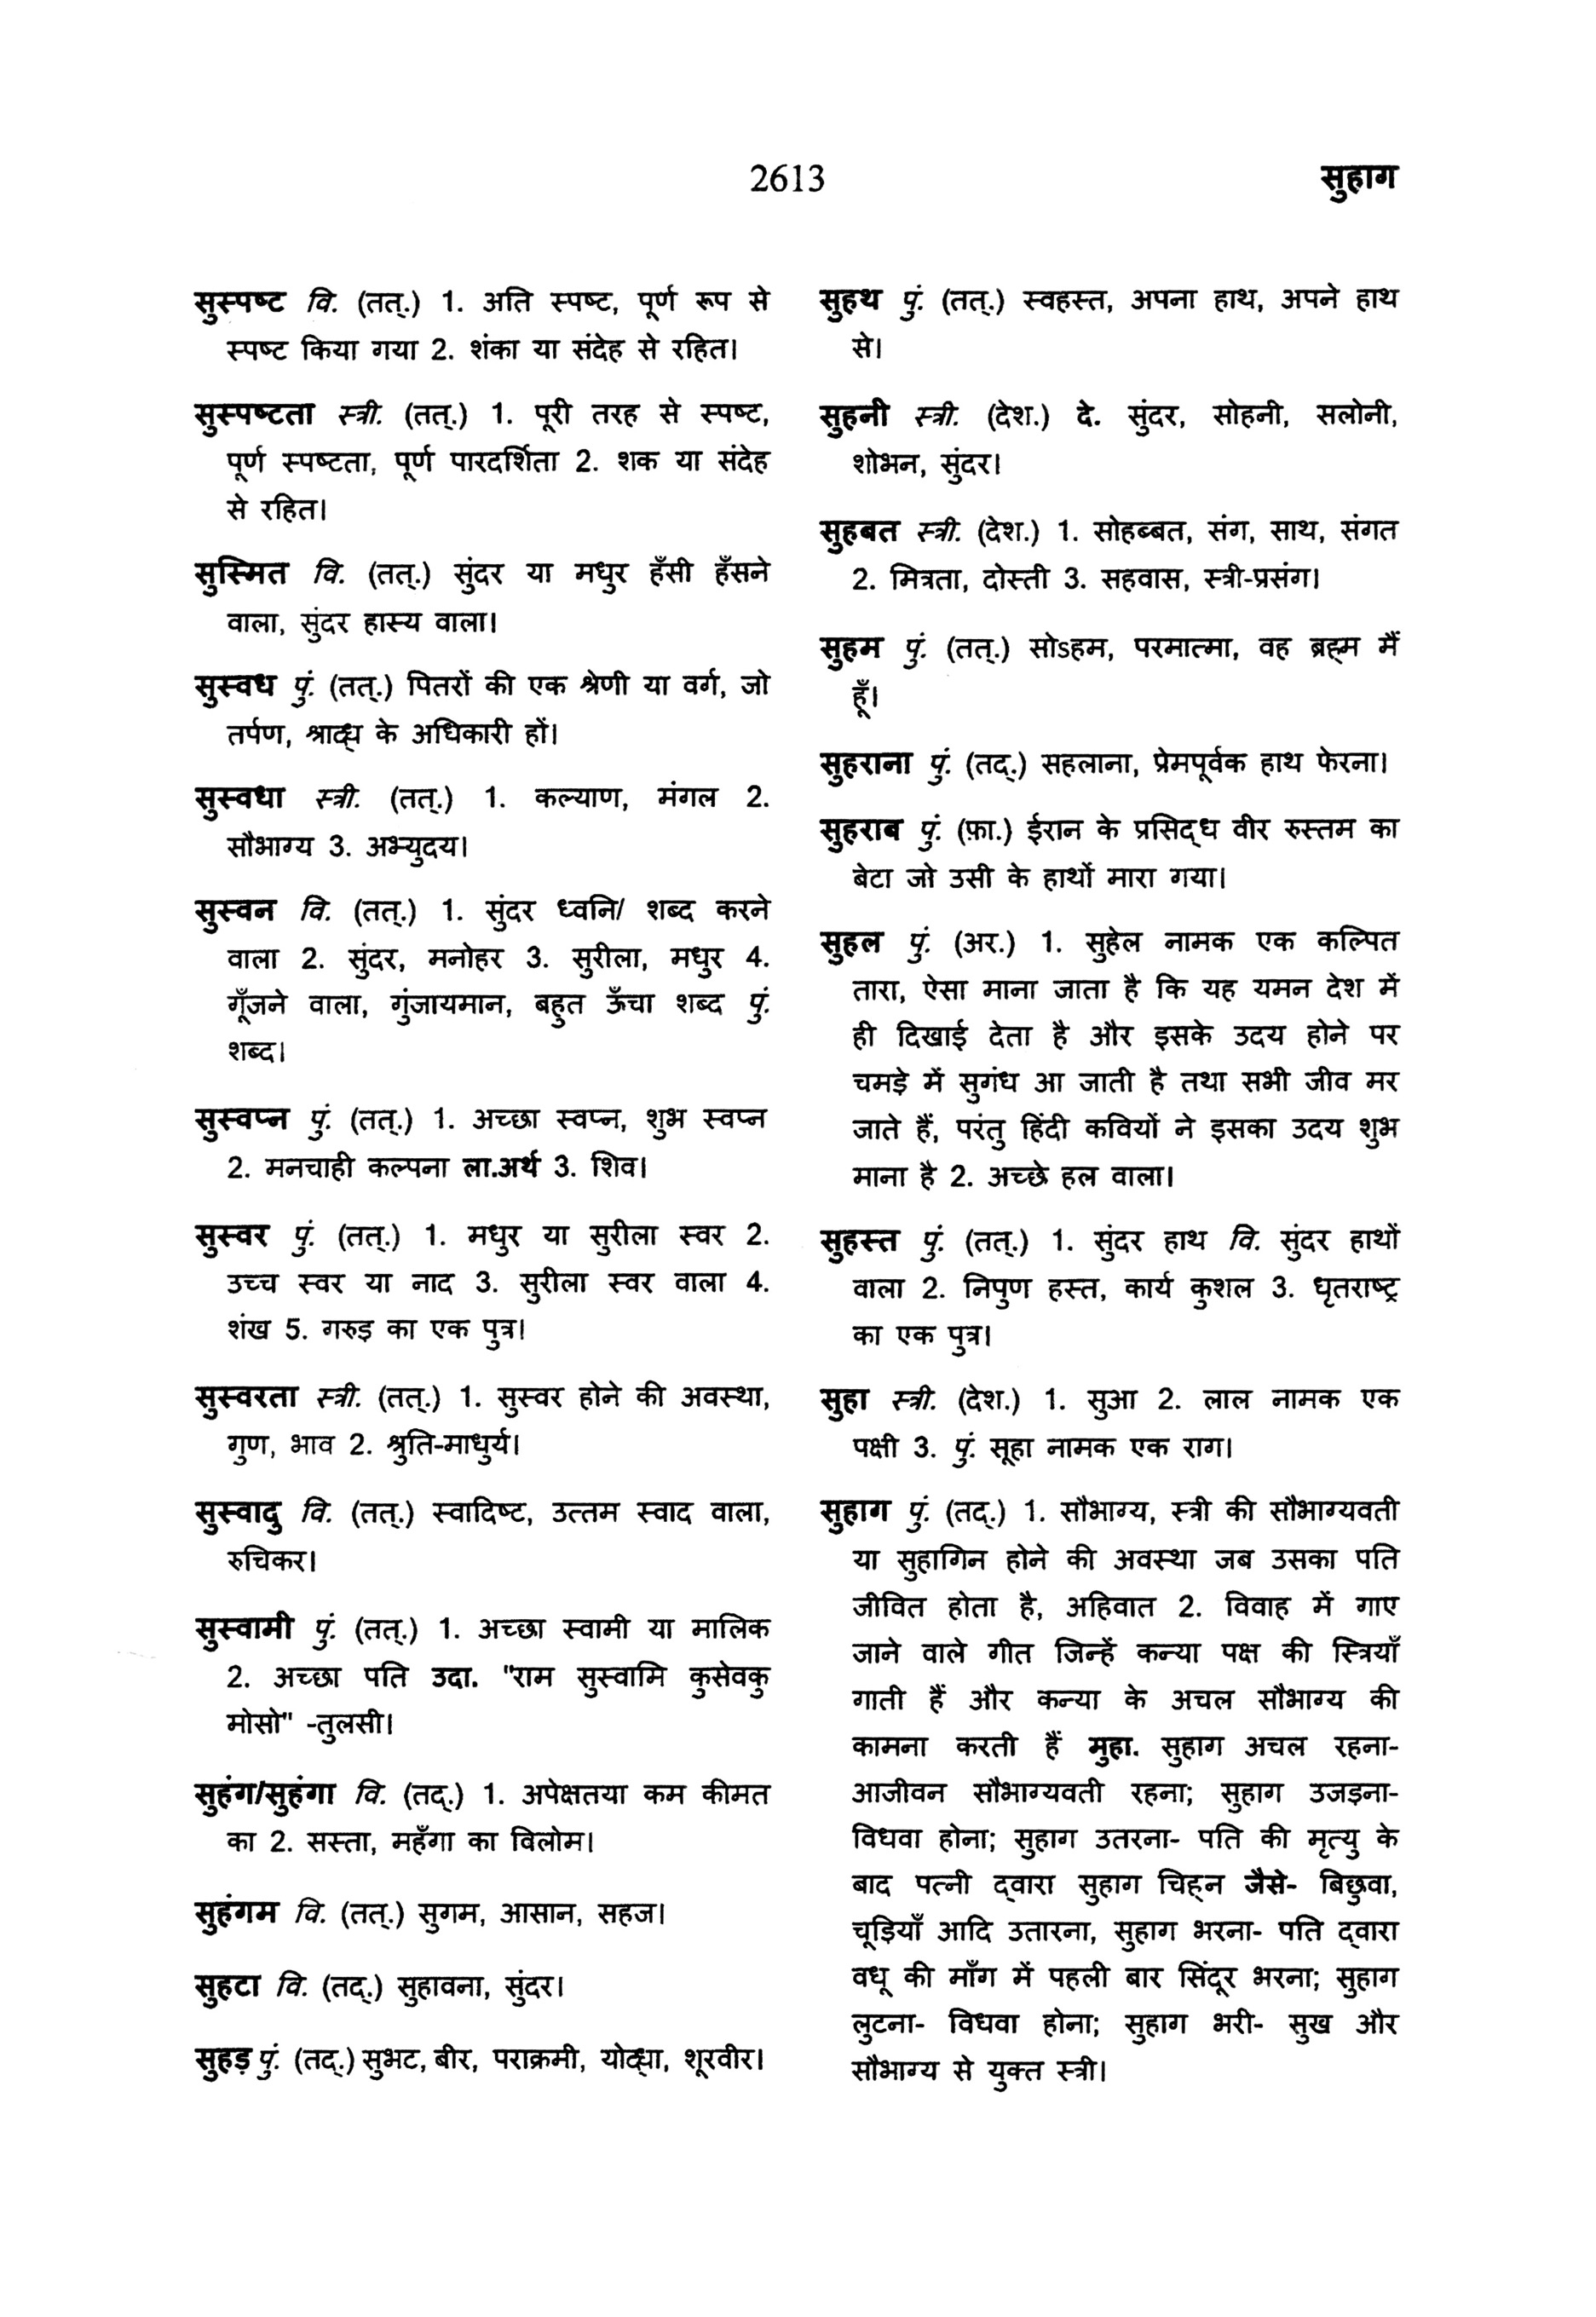 2613
सुहाग
सुस्पष्ट वि. (तत्.) 1. अति स्पष्ट, पूर्ण रूप से
स्पष्ट किया गया 2. शंका या संदेह से रहित।
सुस्पष्टता स्त्री. (तत्.) 1. पूरी तरह से स्पष्ट,
पूर्ण स्पष्टता, पूर्ण पारदर्शिता 2. शक या संदेह
से रहित।
सुस्मित वि. (तत्.) सुंदर या मधुर हँसी हँसने
वाला, सुंदर हास्य वाला।
सुस्वध पुं. (तत्.) पितरों की एक श्रेणी या वर्ग, जो
तर्पण, श्राद्ध के अधिकारी हों।
सुस्वधा स्त्री. (तत्.) 1. कल्याण, मंगल 2.
सौभाग्य 3. अभ्युदय।
सुस्वन वि. (तत्.) 1. सुंदर ध्वनि/ शब्द करने
वाला 2. सुंदर, मनोहर 3. सुरीला, मधुर 4.
गूँजने वाला, गुंजायमान, बहुत ऊँचा शब्द पुं.
शब्द।
सुस्वप्न पुं. (तत्.) 1. अच्छा स्वप्न, शुभ स्वप्न
2. मनचाही कल्पना ला.अर्थ 3. शिव।
सुस्वर पुं. (तत्.) 1. मधुर या सुरीला स्वर 2.
उच्च स्वर या नाद 3. सुरीला स्वर वाला 4.
शंख 5. गरुड़ का एक पुत्र।
सुस्वरता स्त्री. (तत्.) 1. सुस्वर होने की अवस्था,
गुण, भाव 2. श्रुति-माधुर्य।
सुस्वादु वि. (तत्.) स्वादिष्ट, उत्तम स्वाद वाला,
रुचिकर।
सुस्वामी पुं. (तत्.) 1. अच्छा स्वामी या मालिक
2. अच्छा पति उदा. "राम सुस्वामि कुसेवकु
मोसो" -तुलसी।
सुहंग/सुहंगा वि. (तद्.) 1. अपेक्षतया कम कीमत
का 2. सस्ता, महँगा का विलोम।
सुहंगम वि. (तत्.) सुगम, आसान, सहज।
सुहटा वि. (तद्.) सुहावना, सुंदर।
सुहड़ पुं. (तद्.) सुभट, बीर, पराक्रमी, योद्धा, शूरवीर।
सुहथ पुं. (तत्.) स्वहस्त, अपना हाथ, अपने हाथ
से।
सुहनी स्त्री. (देश.) दे. सुंदर, सोहनी, सलोनी,
शोभन, सुंदर।
सुहबत स्त्री. (देश.) 1. सोहब्बत, संग, साथ, संगत
2. मित्रता, दोस्ती 3. सहवास, स्त्री-प्रसंग।
सुहम पुं. (तत्.) सोऽहम, परमात्मा, वह ब्रह्म मैं
हूँ।
सुहराना पुं. (तद्.) सहलाना, प्रेमपूर्वक हाथ फेरना।
सुहराब पुं. (फ़ा.) ईरान के प्रसिद्ध वीर रुस्तम का
बेटा जो उसी के हाथों मारा गया।
सुहल पुं. (अर.) 1. सुहेल नामक एक कल्पित
तारा, ऐसा माना जाता है कि यह यमन देश में
ही दिखाई देता है और इसके उदय होने पर
चमड़े में सुगंध आ जाती है तथा सभी जीव मर
जाते हैं, परंतु हिंदी कवियों ने इसका उदय शुभ
माना है 2. अच्छे हल वाला।
सुहस्त पुं. (तत्.) 1. सुंदर हाथ वि. सुंदर हाथों
वाला 2. निपुण हस्त, कार्य कुशल 3. धृतराष्ट्र
का एक पुत्र।
सुहा स्त्री. (देश.) 1. सुआ 2. लाल नामक एक
पक्षी 3. पुं. सूहा नामक एक राग।
सुहाग पुं. (तद्.) 1. सौभाग्य, स्त्री की सौभाग्यवती
या सुहागिन होने की अवस्था जब उसका पति
जीवित होता है, अहिवात 2. विवाह में गाए
जाने वाले गीत जिन्हें कन्या पक्ष की स्त्रियाँ
गाती हैं और कन्या के अचल सौभाग्य की
कामना करती हैं मुहा. सुहाग अचल रहना-
आजीवन सौभाग्यवती रहना; सुहाग उजड़ना-
विधवा होना; सुहाग उतरना- पति की मृत्यु के
बाद पत्नी द्वारा सुहाग चिह्न जैसे- बिछुवा,
चूड़ियाँ आदि उतारना, सुहाग भरना- पति द्वारा
वधू की माँग में पहली बार सिंदूर भरना; सुहाग
लुटना- विधवा होना; सुहाग भरी- सुख और
सौभाग्य से युक्त स्त्री।